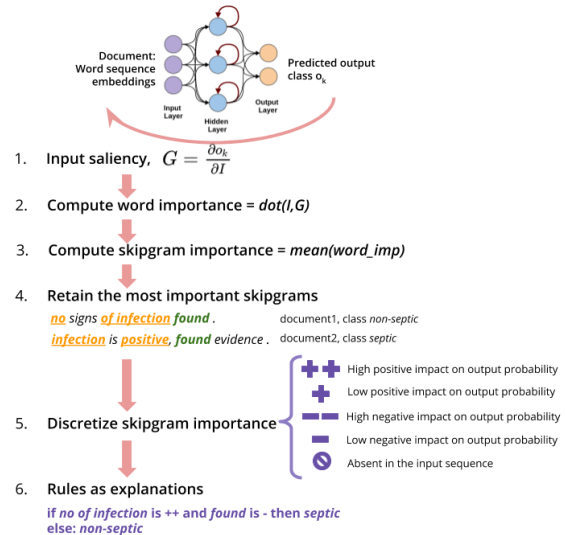 Document:
Word sequence
embeddings
Predicted output
class oₖ
Input
Layer
Hidden
Layer
Output
Layer
1. Input saliency, G = ∂oₖ/∂I
2. Compute word importance = dot(I,G)
3. Compute skipgram importance = mean(word_imp)
4. Retain the most important skipgrams
no signs of infection found . document1, class non-septic
infection is positive, found evidence . document2, class septic
++ High positive impact on output probability
+ Low positive impact on output probability
5. Discretize skipgram importance
−− High negative impact on output probability
− Low negative impact on output probability
Absent in the input sequence
6. Rules as explanations
if no of infection is ++ and found is - then septic
else: non-septic